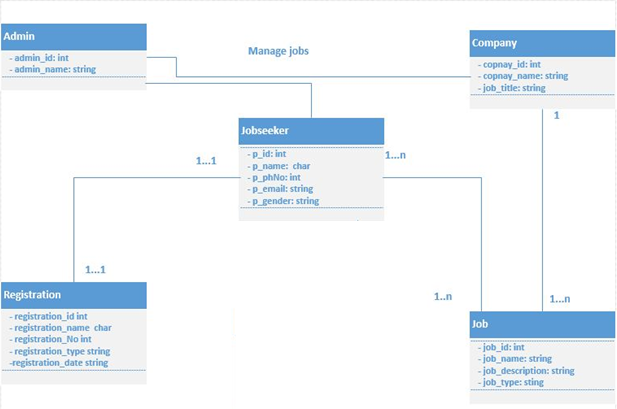 Admin
- admin_id: int
- admin_name: string
Manage jobs
Company
- copnay_id: int
- copnay_name: string
- job_title: string
1
Jobseeker
- p_id: int
- p_name: char
- p_phNo: int
- p_email: string
- p_gender: string
1...1
1...n
1...1
Registration
- registration_id int
- registration_name char
- registration_No int
- registration_type string
-registration_date string
1..n
1...n
Job
- job_id: int
- job_name: string
- job_description: string
- job_type: sting